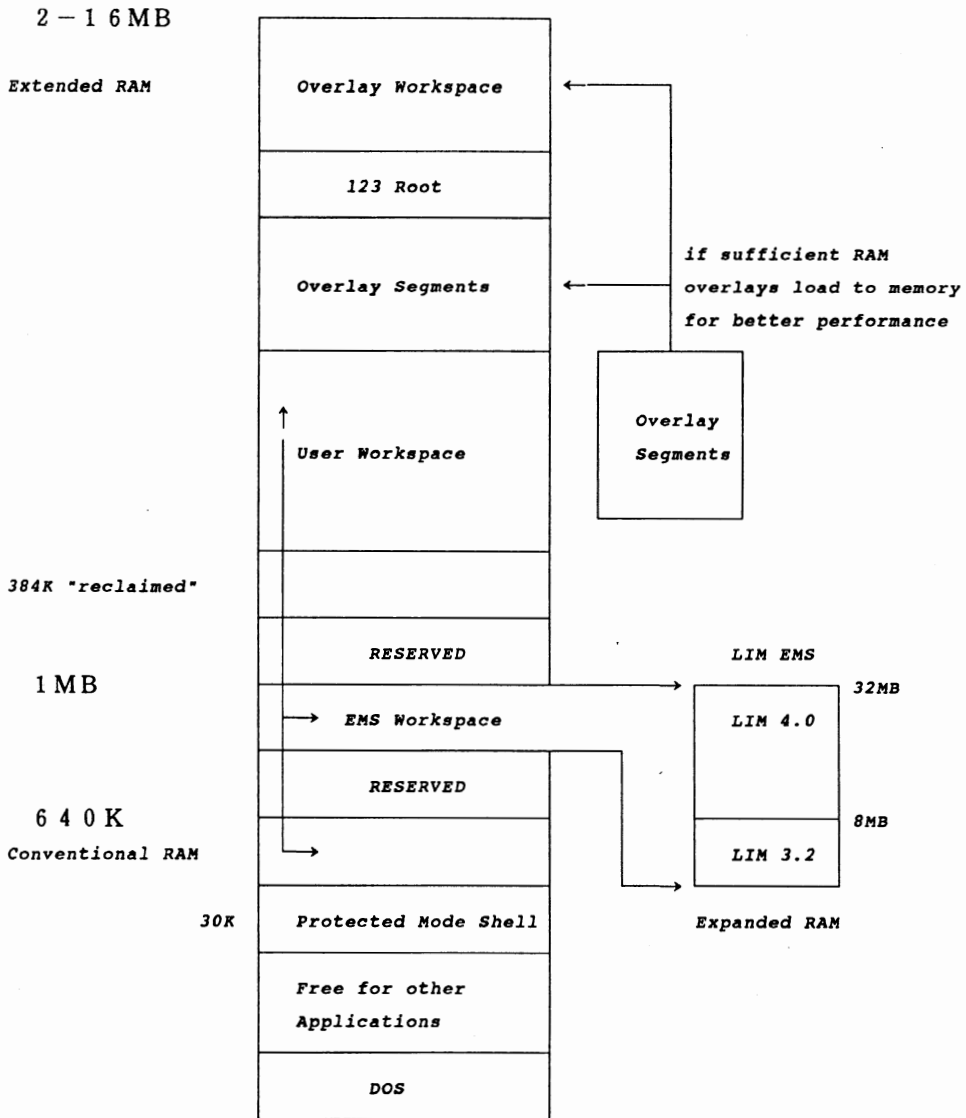 2-16MB
Extended RAM
Overlay Workspace
123 Root
Overlay Segments
if sufficient RAM
overlays load to memory
for better performance
Overlay
Segments
User Workspace
384K "reclaimed"
RESERVED
LIM EMS
1MB
32MB
EMS Workspace
LIM 4.0
RESERVED
640K
8MB
Conventional RAM
LIM 3.2
30K
Protected Mode Shell
Expanded RAM
Free for other
Applications
DOS